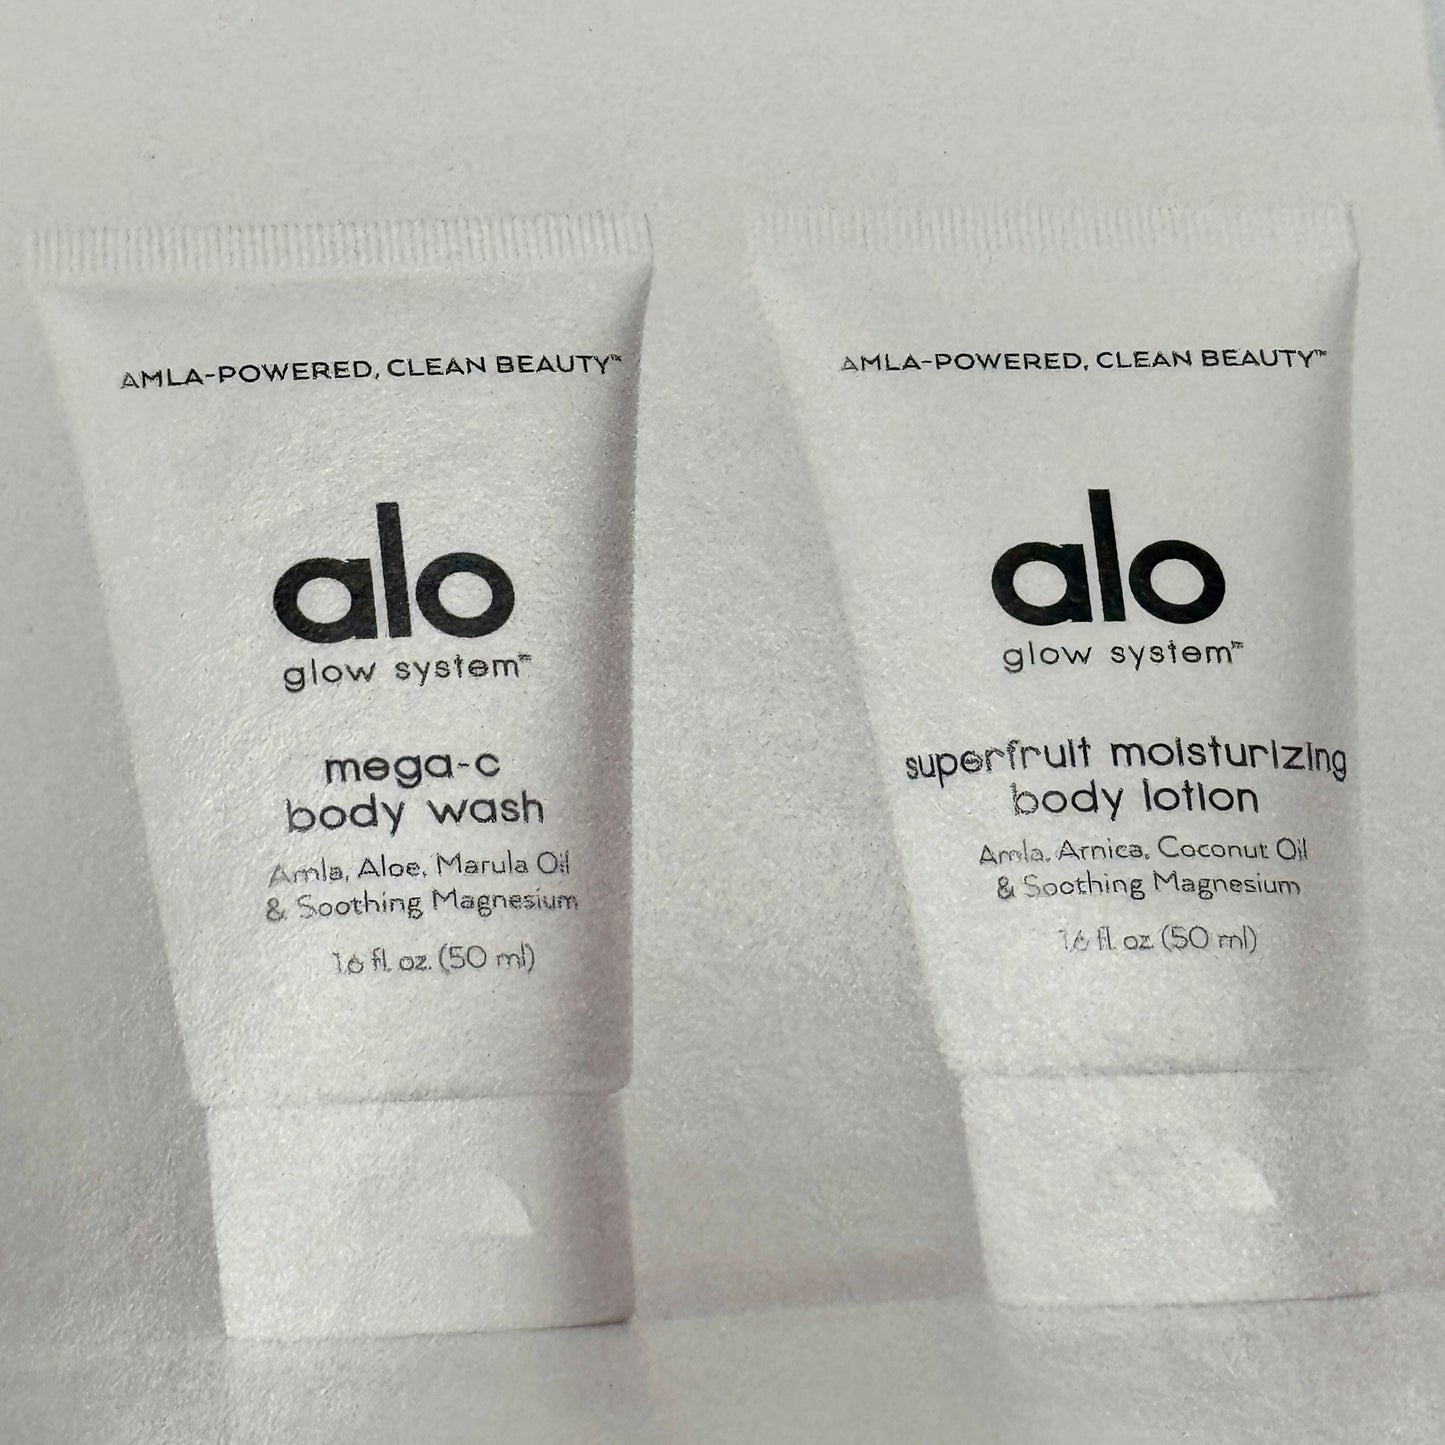 AMLA-POWERED, CLEAN BEAUTY™
alo
glow system™
mega-c
body wash
Amla, Aloe, Marula Oil
& Soothing Magnesium
1.6 fl. oz. (50 ml)
AMLA-POWERED, CLEAN BEAUTY™
alo
glow system™
superfruit moisturizing
body lotion
Amla, Arnica, Coconut Oil
& Soothing Magnesium
1.6 fl. oz. (50 ml)